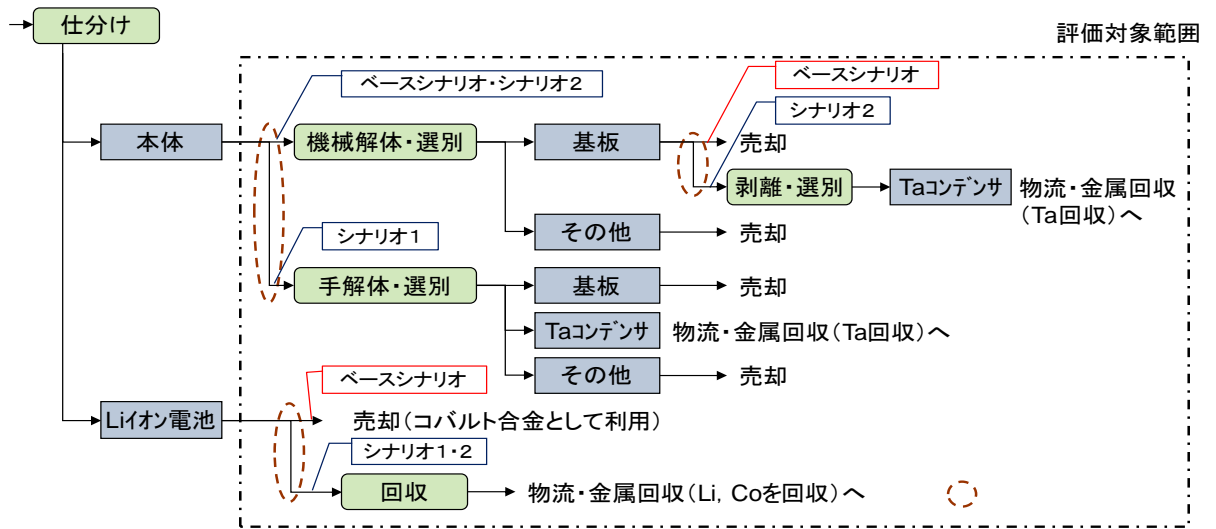 仕分け
評価対象範囲
ベースシナリオ・シナリオ2
ベースシナリオ
シナリオ2
本体
機械解体・選別
基板
売却
剥離・選別
Taコンデンサ
物流・金属回収
(Ta回収)へ
その他
売却
シナリオ1
手解体・選別
基板
売却
Taコンデンサ
物流・金属回収(Ta回収)へ
その他
売却
ベースシナリオ
Liイオン電池
売却(コバルト合金として利用)
シナリオ1・2
回収
物流・金属回収(Li, Coを回収)へ